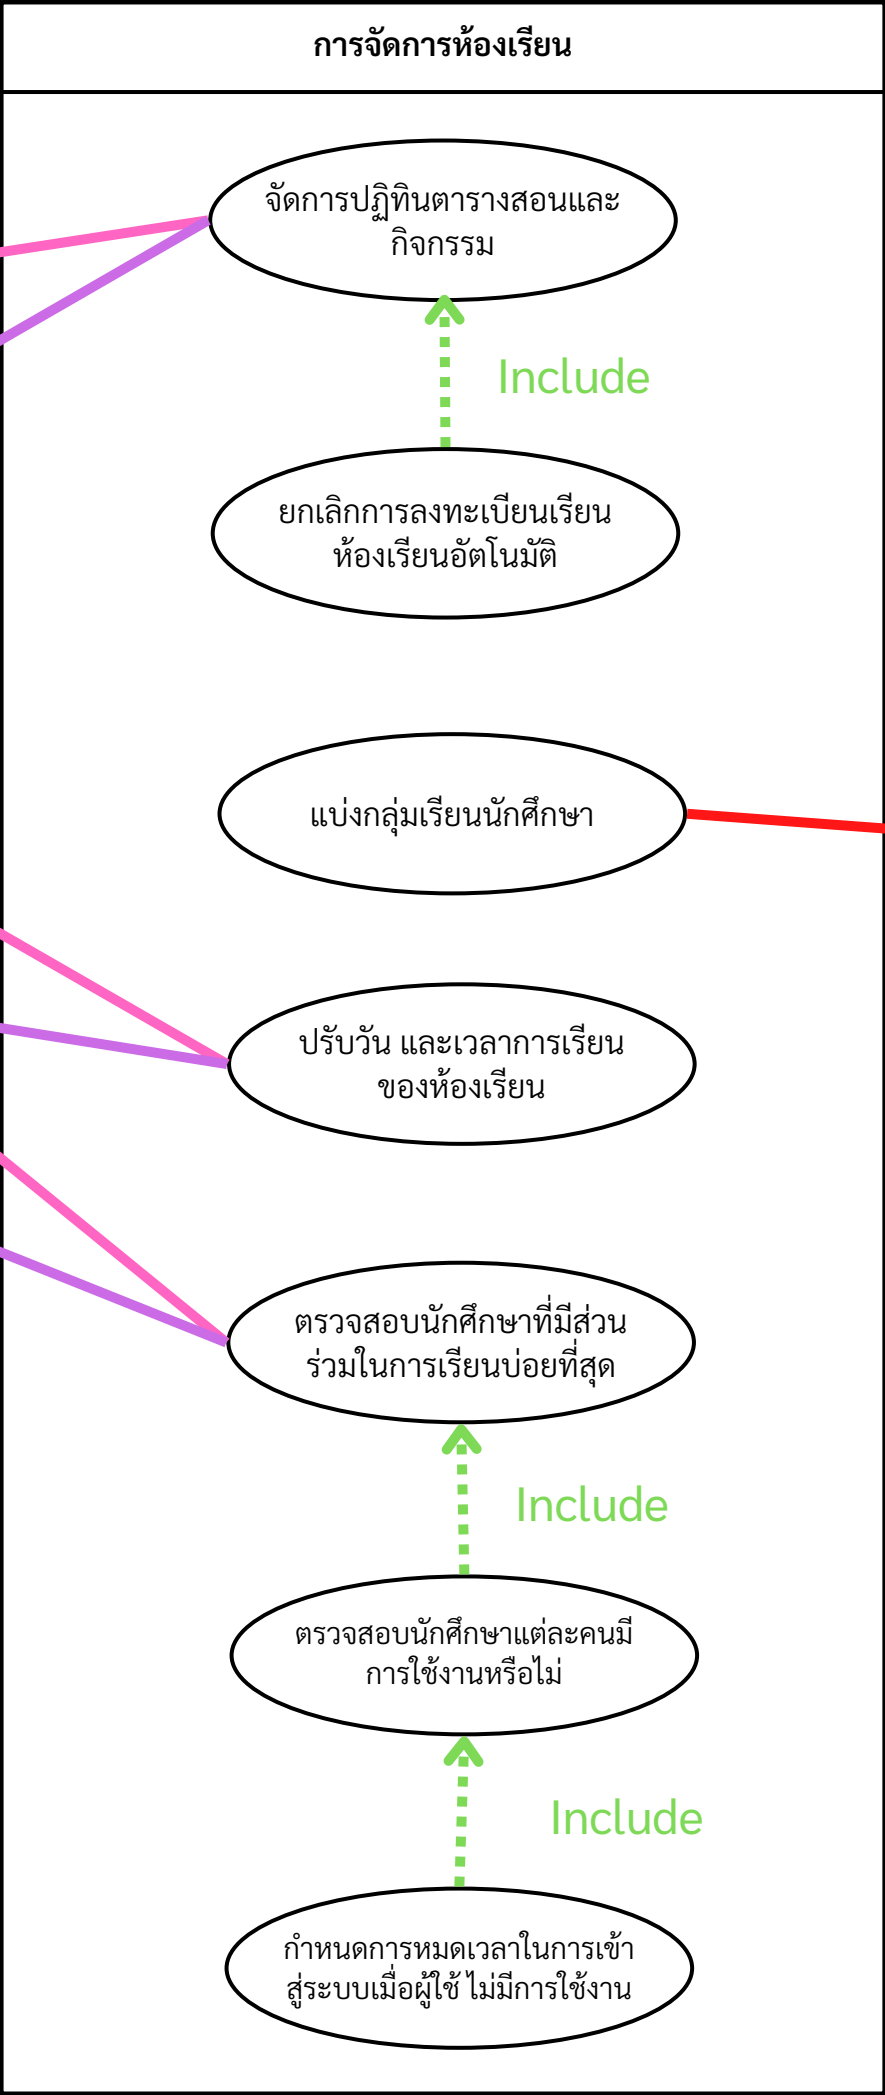 การจัดการห้องเรียน
จัดการปฏิทินตารางสอนและ
กิจกรรม
Include
ยกเลิกการลงทะเบียนเรียน
ห้องเรียนอัตโนมัติ
แบ่งกลุ่มเรียนนักศึกษา
ปรับวัน และเวลาการเรียน
ของห้องเรียน
ตรวจสอบนักศึกษาที่มีส่วน
ร่วมในการเรียนบ่อยที่สุด
Include
ตรวจสอบนักศึกษาแต่ละคนมี
การใช้งานหรือไม่
Include
กำหนดการหมดเวลาในการเข้า
สู่ระบบเมื่อผู้ใช้ ไม่มีการใช้งาน